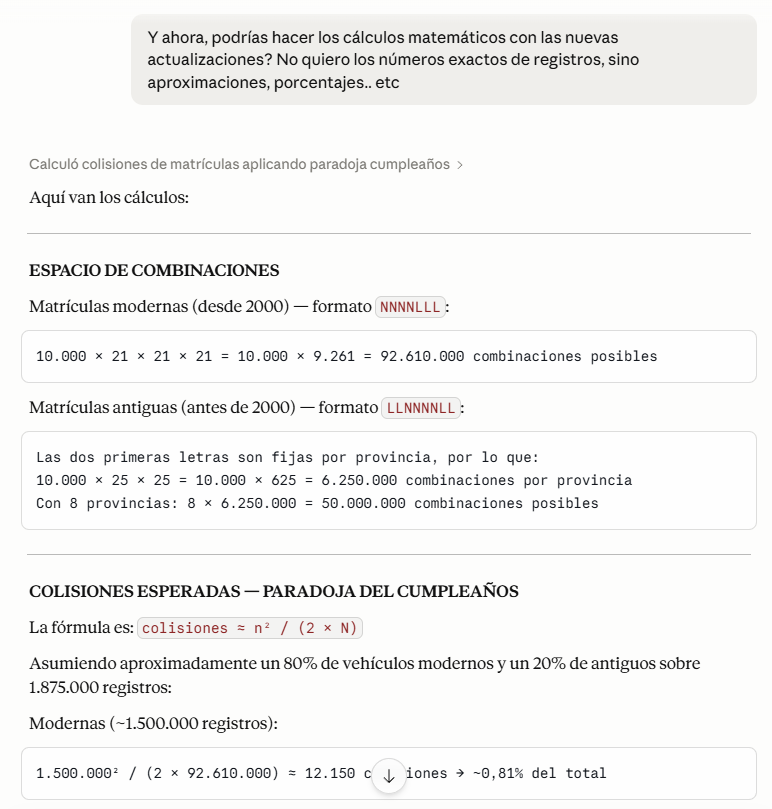 Y ahora, podrías hacer los cálculos matemáticos con las nuevas
actualizaciones? No quiero los números exactos de registros, sino
aproximaciones, porcentajes.. etc
Calculó colisiones de matrículas aplicando paradoja cumpleaños >
Aquí van los cálculos:
ESPACIO DE COMBINACIONES
Matrículas modernas (desde 2000) — formato NNNNLLL:
10.000 × 21 × 21 × 21 = 10.000 × 9.261 = 92.610.000 combinaciones posibles
Matrículas antiguas (antes de 2000) — formato LLNNNNLL:
Las dos primeras letras son fijas por provincia, por lo que:
10.000 × 25 × 25 = 10.000 × 625 = 6.250.000 combinaciones por provincia
Con 8 provincias: 8 × 6.250.000 = 50.000.000 combinaciones posibles
COLISIONES ESPERADAS — PARADOJA DEL CUMPLEAÑOS
La fórmula es: colisiones ≈ n² / (2 × N)
Asumiendo aproximadamente un 80% de vehículos modernos y un 20% de antiguos sobre
1.875.000 registros:
Modernas (~1.500.000 registros):
1.500.000² / (2 × 92.610.000) ≈ 12.150 → ~0,81% del total